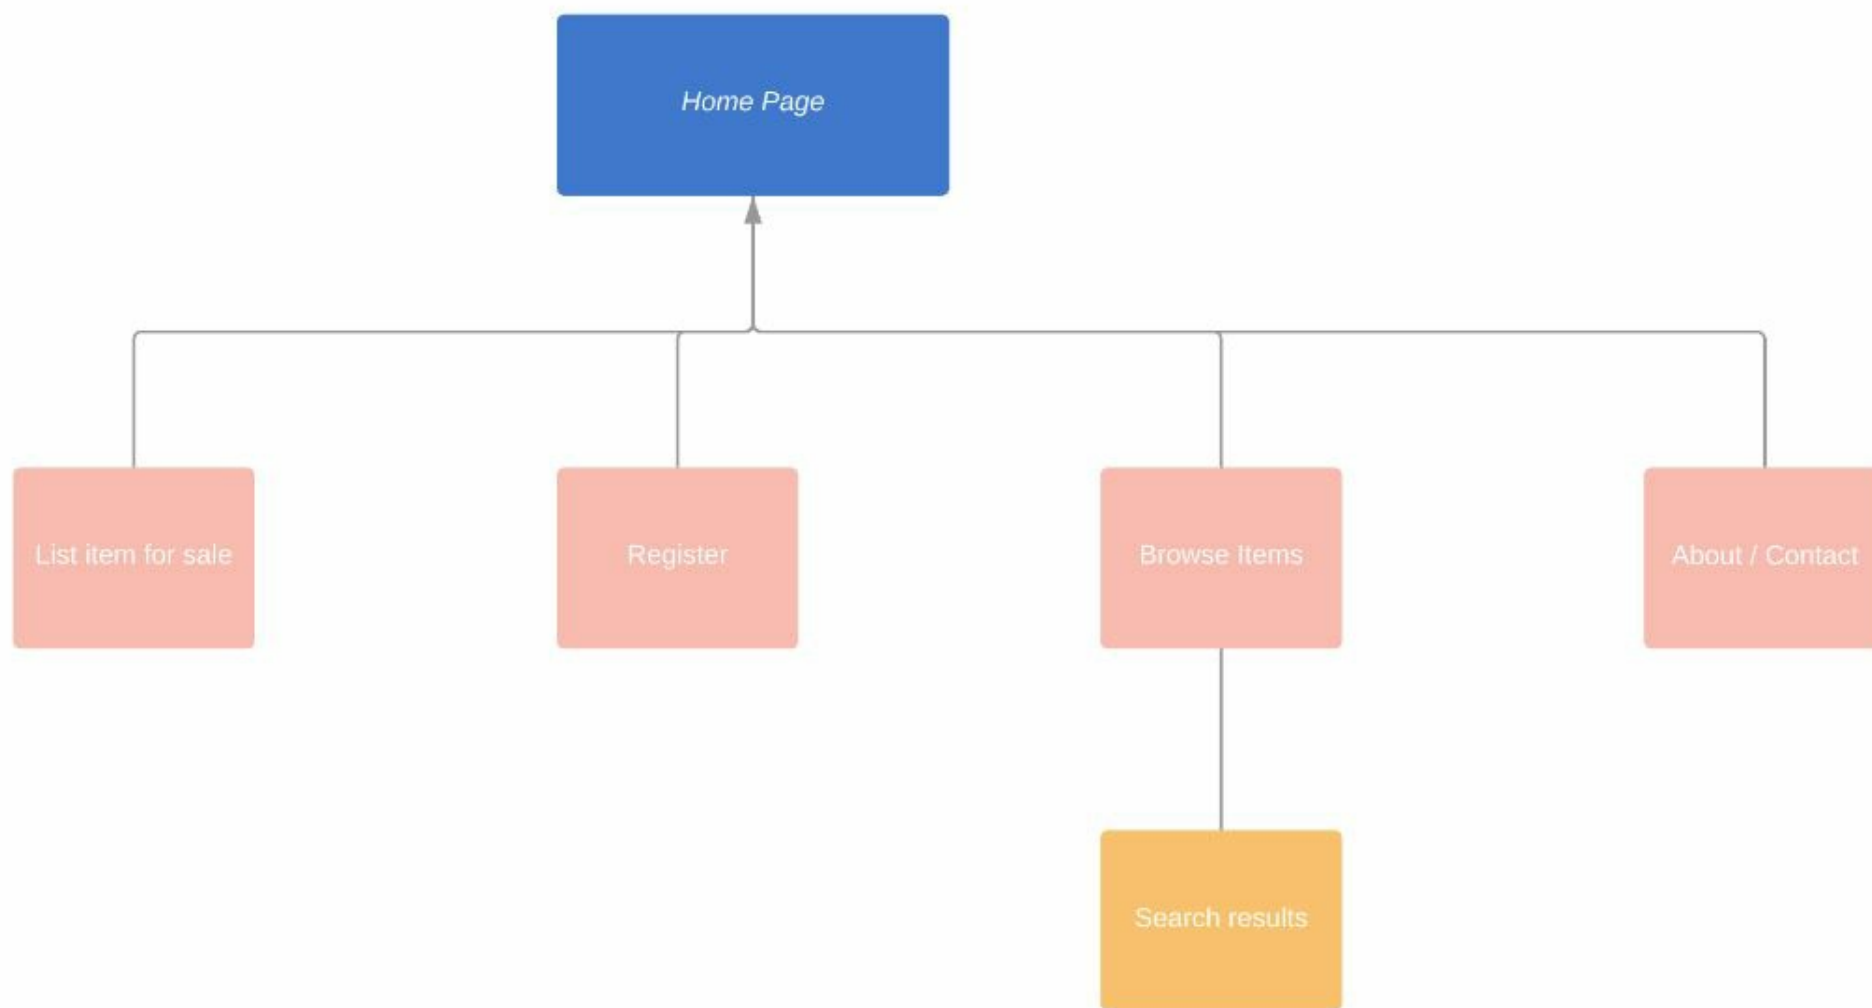 Home Page
List item for sale
Register
Browse Items
About / Contact
Search results